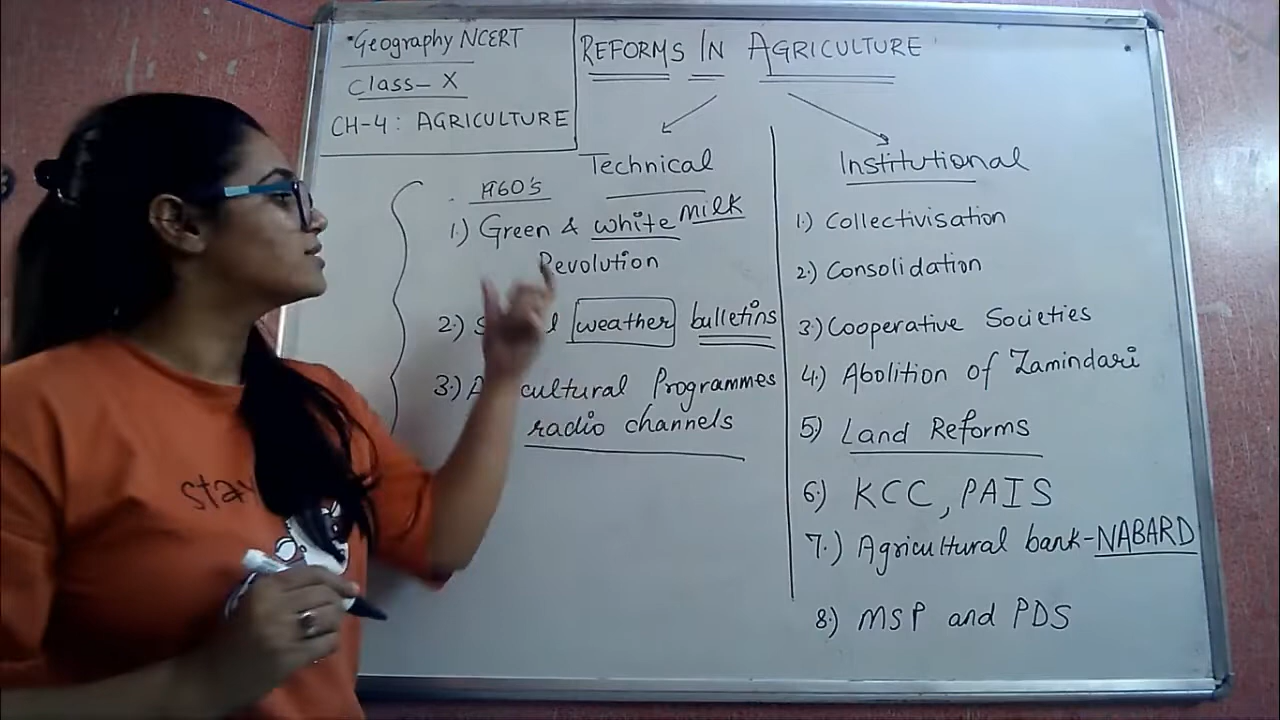 Geography NCERT
Class-X
CH-4: AGRICULTURE
REFORMS IN AGRICULTURE
Technical
1960's
1.) Green & white milk
Revolution
2.) weather bulletins
3.) Programmes
radio channels
Institutional
1.) Collectivisation
2.) Consolidation
3.) Cooperative Societies
4.) Abolition of Zamindari
5) Land Reforms
6.) KCC, PAIS
7.) Agricultural bank-NABARD
8.) MSP and PDS
stay